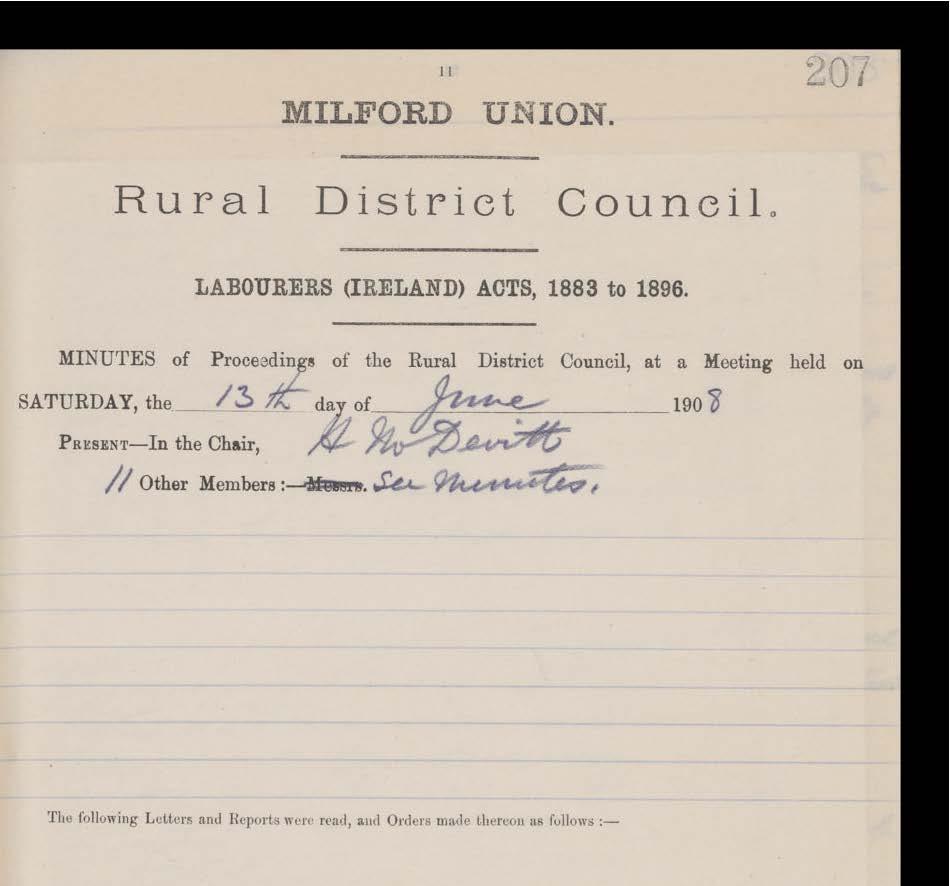 11
207
MILFORD UNION.
Rural District Council.
LABOURERS (IRELAND) ACTS, 1883 to 1896.
MINUTES of Proceedings of the Rural District Council, at a Meeting held on
SATURDAY, the 13th day of June 1908
PRESENT—In the Chair, H McDevitt
11 Other Members :—Messrs. See Minutes.
The following Letters and Reports were read, and Orders made thereon as follows :—